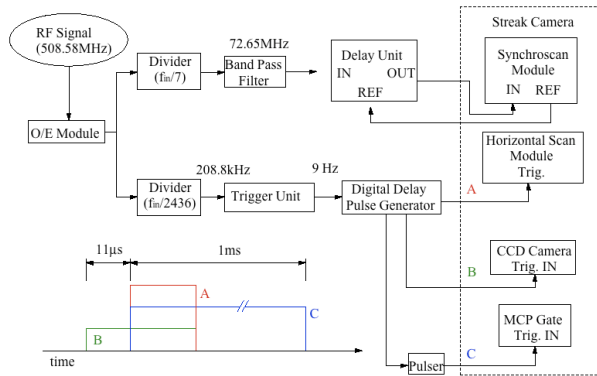 RF Signal
(508.58MHz)
O/E Module
Divider
(fin/7)
72.65MHz
Band Pass
Filter
Delay Unit
IN OUT
REF
Streak Camera
Synchroscan
Module
IN REF
Horizontal Scan
Module
Trig.
Divider
(fin/2436)
208.8kHz
Trigger Unit
9 Hz
Digital Delay
Pulse Generator
A
B
CCD Camera
Trig. IN
MCP Gate
Trig. IN
C
Pulser
11μs
1ms
A
C
B
time